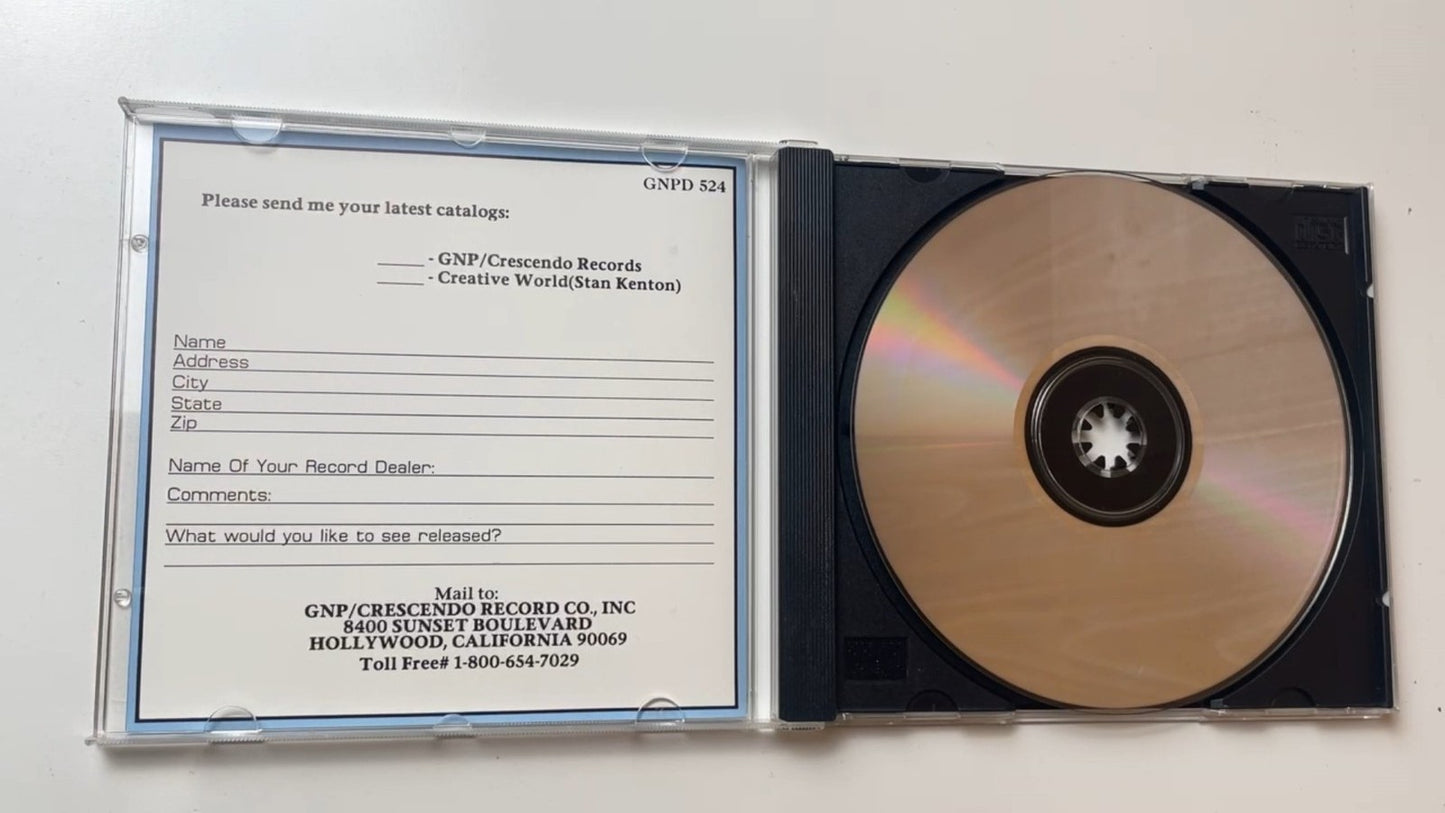 GNPD 524
Please send me your latest catalogs:
____ - GNP/Crescendo Records
____ - Creative World(Stan Kenton)
Name
Address
City
State
Zip
Name Of Your Record Dealer:
Comments:
What would you like to see released?
Mail to:
GNP/CRESCENDO RECORD CO., INC
8400 SUNSET BOULEVARD
HOLLYWOOD, CALIFORNIA 90069
Toll Free# 1-800-654-7029